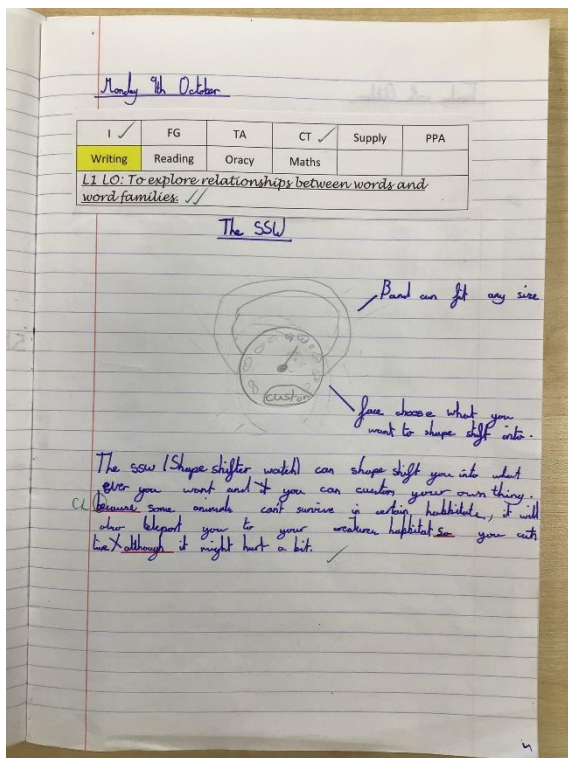 Monday 9th October
I ✓ FG TA CT ✓ Supply PPA
Writing Reading Oracy Maths
L1 LO: To explore relationships between words and
word families. ✓✓
The SSW
Band can fit any size
custom
face choose what you
want to shape shift into.
The SSW (Shape shifter watch) can shape shift you into what
ever you want and you can custom your own thing.
CL Because some animals can't survive in certain habbitats, it will
also teleport you to your creatures habbitat so you
although it might hurt a bit.